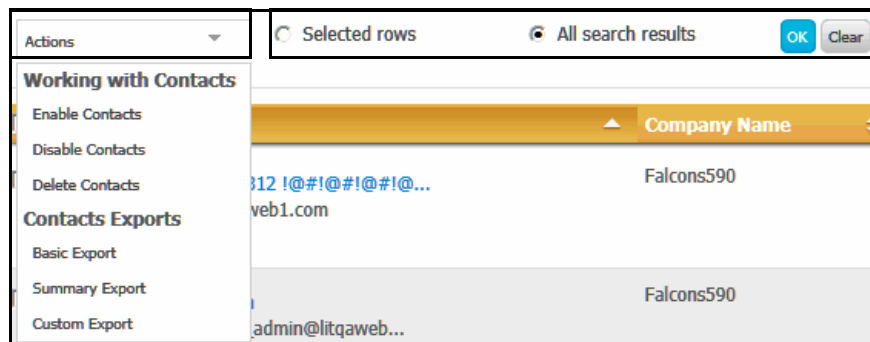 Actions
Selected rows
All search results
OK
Clear
Working with Contacts
Enable Contacts
Disable Contacts
Delete Contacts
Contacts Exports
Basic Export
Summary Export
Custom Export
Company Name
312 !@#!@#!@#!@...
Falcons590
web1.com
Falcons590
_admin@litqaweb...